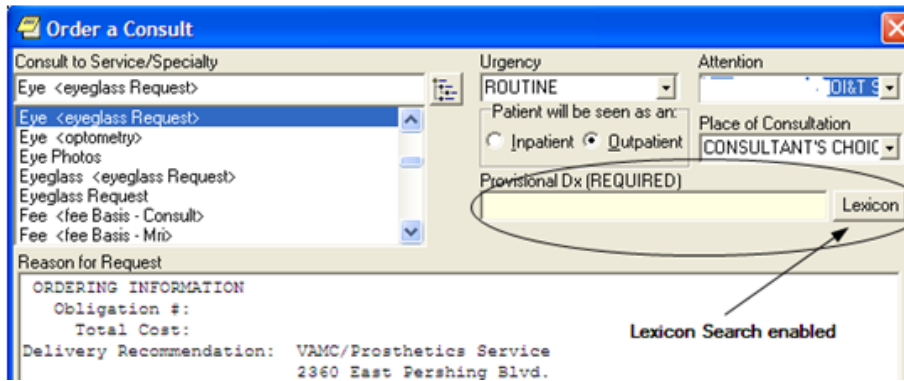 Order a Consult
Consult to Service/Specialty
Eye <eyeglass Request>
Eye <eyeglass Request>
Eye <optometry>
Eye Photos
Eyeglass <eyeglass Request>
Eyeglass Request
Fee <fee Basis - Consult>
Fee <fee Basis - Mri>
Urgency
ROUTINE
Attention
OI&T S
Patient will be seen as an:
Inpatient Outpatient
Place of Consultation
CONSULTANT'S CHOIC
Provisional Dx (REQUIRED)
Lexicon
Lexicon Search enabled
Reason for Request
ORDERING INFORMATION
Obligation #:
Total Cost:
Delivery Recommendation: VAMC/Prosthetics Service
2360 East Pershing Blvd.